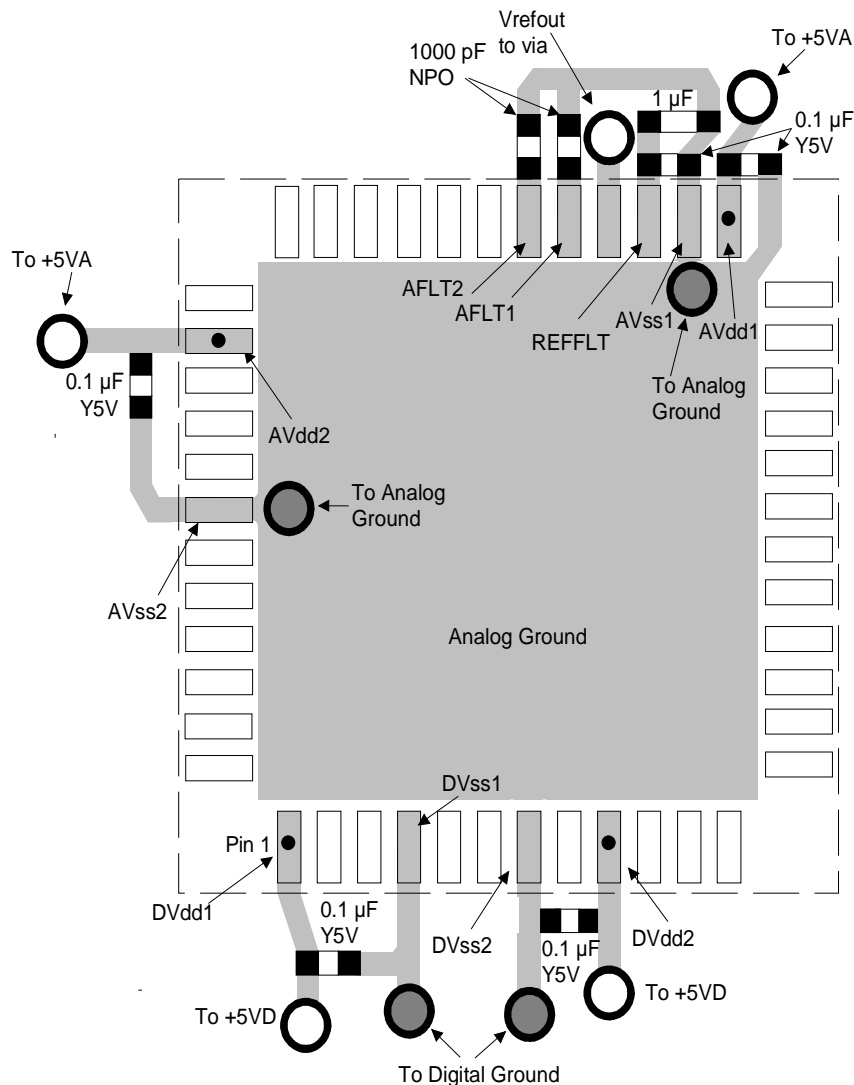 Vrefout
to via
To +5VA
1000 pF
NPO
1 µF
0.1 µF
Y5V
To +5VA
AFLT2
AFLT1
REFFLT
AVss1
AVdd1
To Analog
Ground
0.1 µF
Y5V
AVdd2
To Analog
Ground
AVss2
Analog Ground
DVss1
Pin 1
DVdd1
0.1 µF
Y5V
DVss2
0.1 µF
Y5V
DVdd2
To +5VD
To +5VD
To Digital Ground